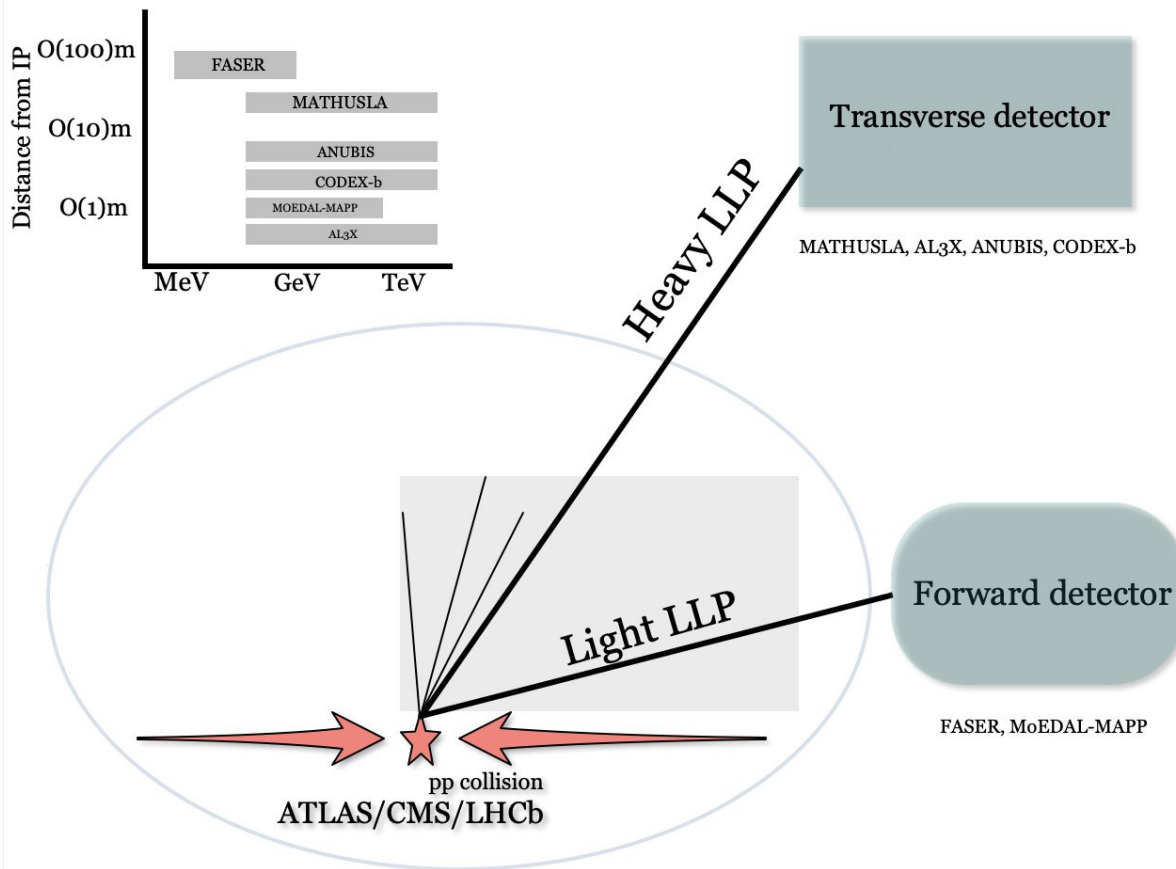 Distance from IP
O(100)m
O(10)m
O(1)m
FASER
MATHUSLA
ANUBIS
CODEX-b
MOEDAL-MAPP
AL3X
MeV GeV TeV
Transverse detector
MATHUSLA, AL3X, ANUBIS, CODEX-b
Heavy LLP
Light LLP
Forward detector
FASER, MoEDAL-MAPP
pp collision
ATLAS/CMS/LHCb